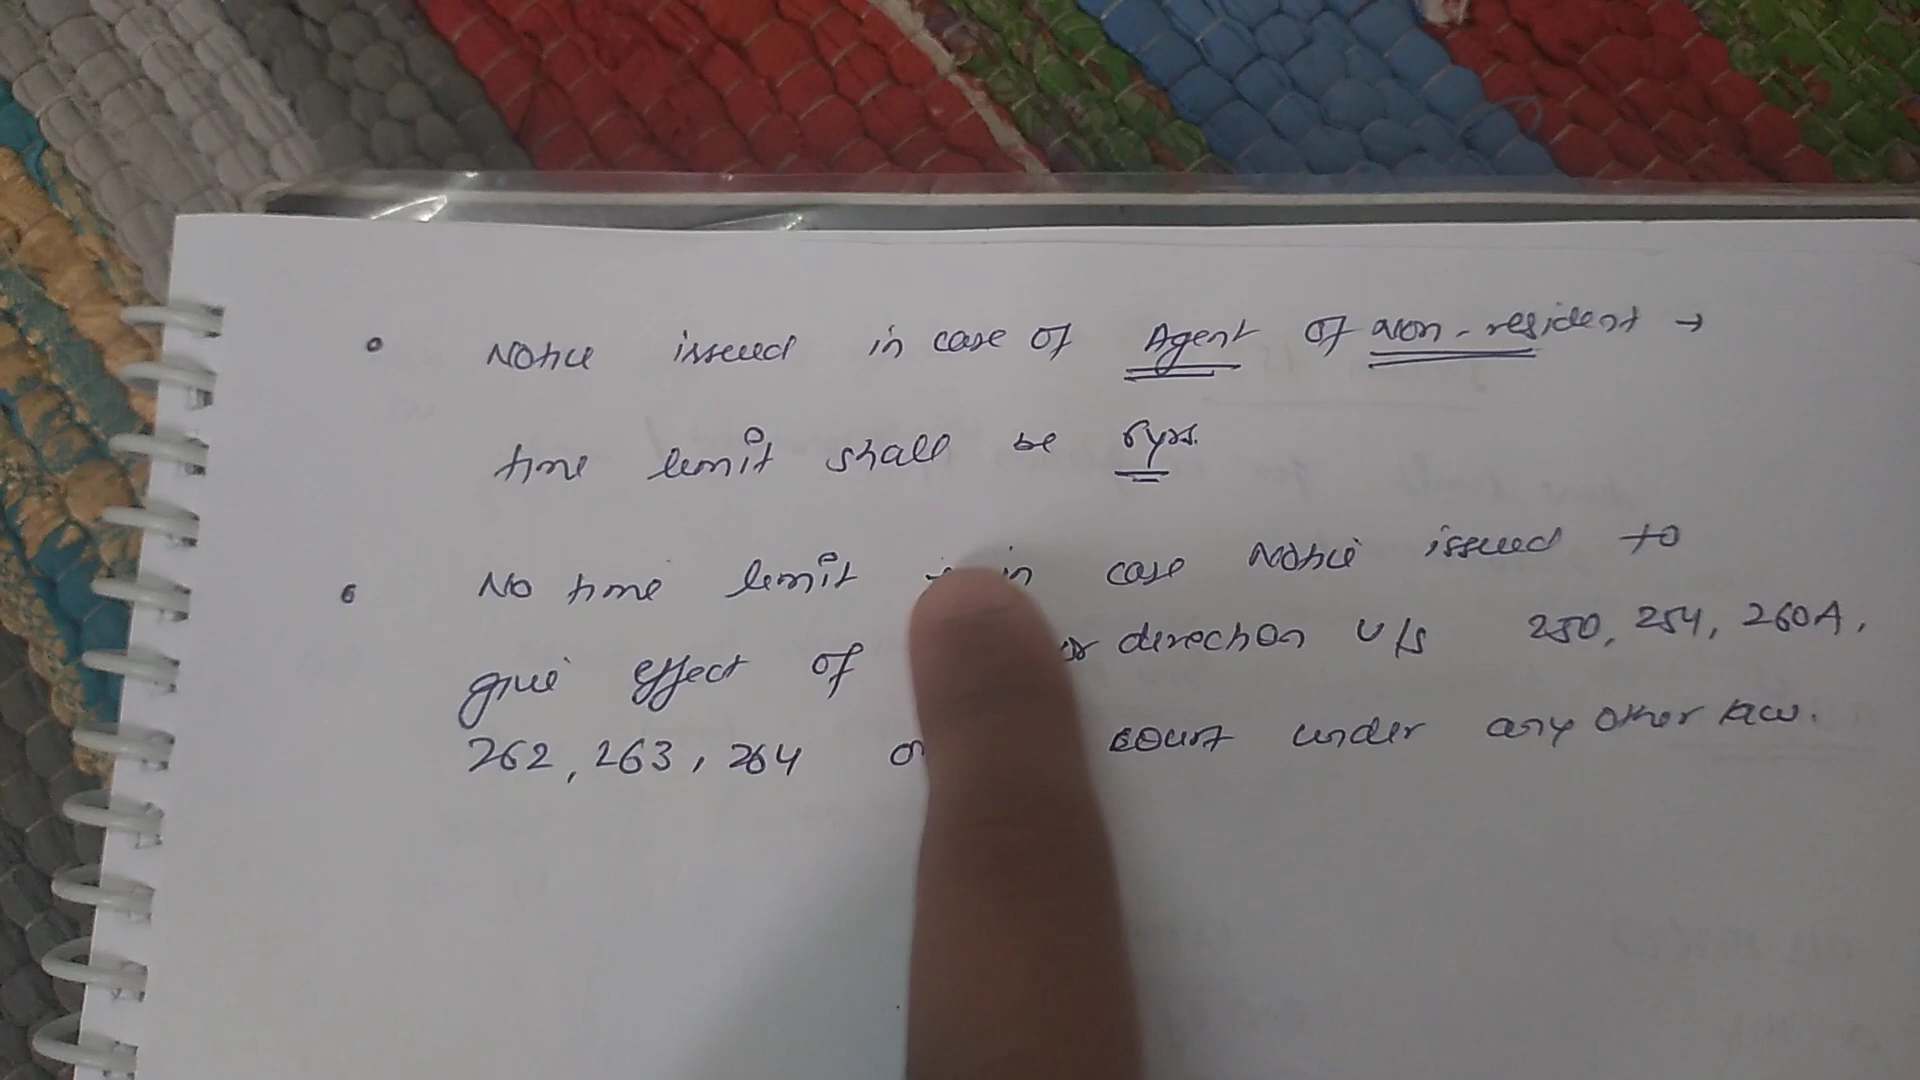 Notice issued in case of Agent of non-resident →
time limit shall be 6yrs.
No time limit in case Notice issued to
give effect of or direction u/s 250, 254, 260A,
262, 263, 264 court under any other law.